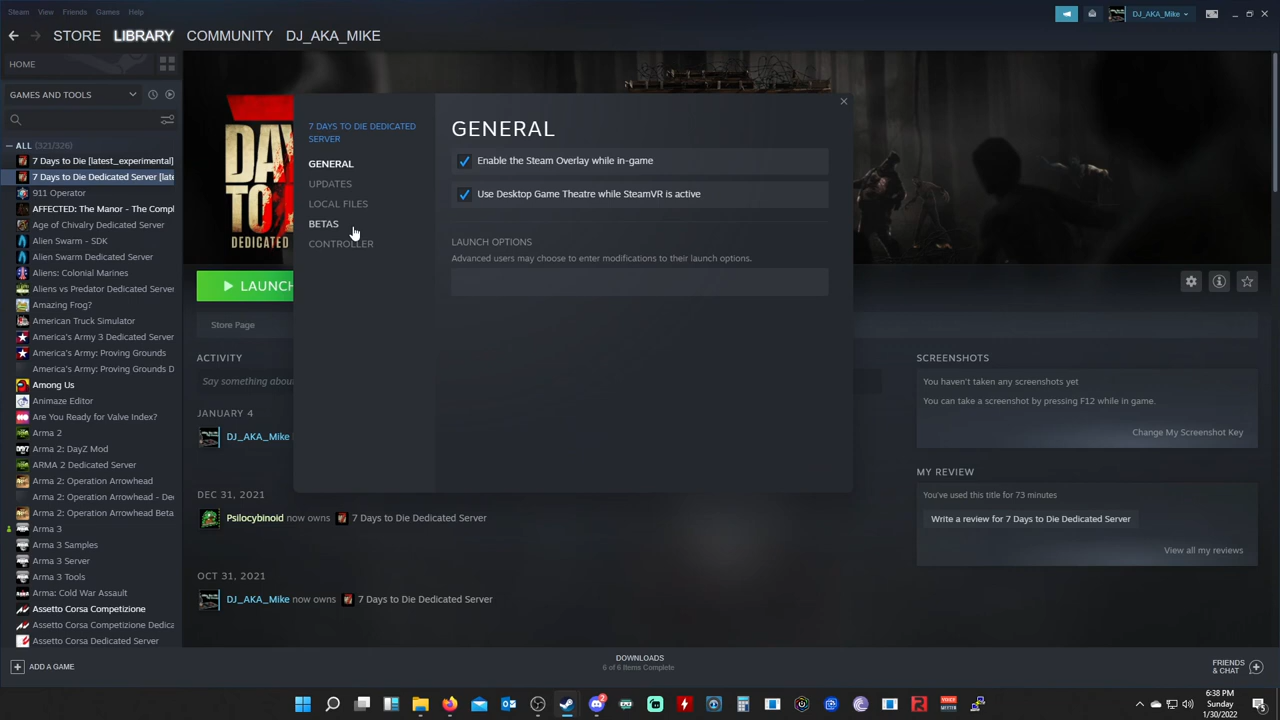 Steam View Friends Games Help
DJ_AKA_Mike
STORE LIBRARY COMMUNITY DJ_AKA_MIKE
HOME
GAMES AND TOOLS
ALL (321/326)
7 Days to Die [latest_experimental]
7 Days to Die Dedicated Server [late
911 Operator
AFFECTED: The Manor - The Compl
Age of Chivalry Dedicated Server
Alien Swarm - SDK
Alien Swarm Dedicated Server
Aliens: Colonial Marines
Aliens vs Predator Dedicated Server
Amazing Frog?
American Truck Simulator
America's Army 3 Dedicated Server
America's Army: Proving Grounds
America's Army: Proving Grounds D
Among Us
Animaze Editor
Are You Ready for Valve Index?
Arma 2
Arma 2: DayZ Mod
ARMA 2 Dedicated Server
Arma 2: Operation Arrowhead
Arma 2: Operation Arrowhead - De
Arma 2: Operation Arrowhead Beta
Arma 3
Arma 3 Samples
Arma 3 Server
Arma 3 Tools
Arma: Cold War Assault
Assetto Corsa Competizione
Assetto Corsa Competizione Dedica
Assetto Corsa Dedicated Server
ADD A GAME
DAY
TO
DEDICATED
LAUNCH
Store Page
ACTIVITY
Say something abou
JANUARY 4
DJ_AKA_Mike
DEC 31, 2021
Psilocybinoid now owns 7 Days to Die Dedicated Server
OCT 31, 2021
DJ_AKA_Mike now owns 7 Days to Die Dedicated Server
7 DAYS TO DIE DEDICATED
SERVER
GENERAL
UPDATES
LOCAL FILES
BETAS
CONTROLLER
GENERAL
Enable the Steam Overlay while in-game
Use Desktop Game Theatre while SteamVR is active
LAUNCH OPTIONS
Advanced users may choose to enter modifications to their launch options.
SCREENSHOTS
You haven't taken any screenshots yet
You can take a screenshot by pressing F12 while in game.
Change My Screenshot Key
MY REVIEW
You've used this title for 73 minutes
Write a review for 7 Days to Die Dedicated Server
View all my reviews
DOWNLOADS
6 of 6 Items Complete
FRIENDS
& CHAT
6:38 PM
Sunday
1/30/2022